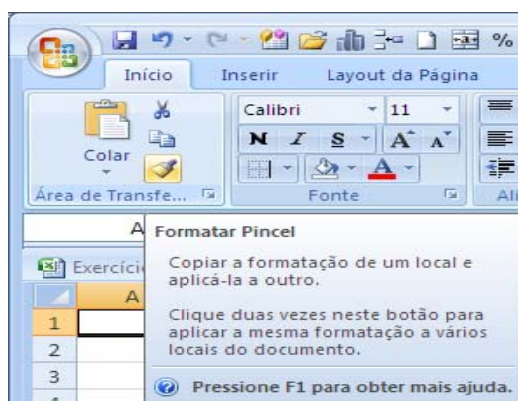 %
Início Inserir Layout da Página
Colar
Calibri 11
N I S A A
A
Área de Transfe... Fonte Ali
A
Formatar Pincel
Exercíci
Copiar a formatação de um local e
aplicá-la a outro.
A
Clique duas vezes neste botão para
aplicar a mesma formatação a vários
locais do documento.
1
2
3
Pressione F1 para obter mais ajuda.